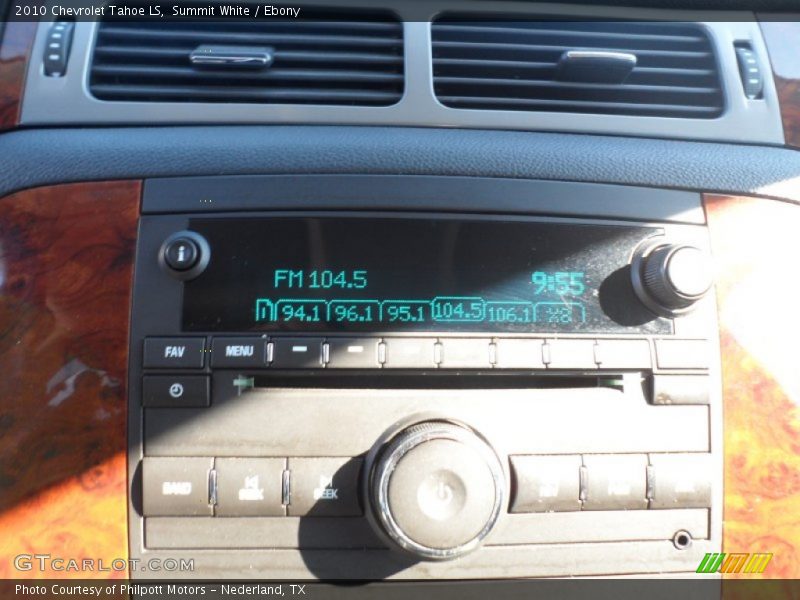 2010 Chevrolet Tahoe LS, Summit White / Ebony
i
FM 104.5 9:55
94.1 96.1 95.1 104.5 106.1
FAV MENU
BAND SEEK SEEK
GTCarLot.com
Photo Courtesy of Philpott Motors - Nederland, TX